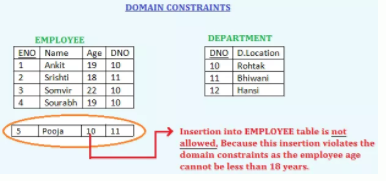 DOMAIN CONSTRAINTS
EMPLOYEE
ENO Name Age DNO
1 Ankit 19 10
2 Srishti 18 11
3 Somvir 22 10
4 Sourabh 19 10
5 Pooja 10 11
DEPARTMENT
DNO D.Location
10 Rohtak
11 Bhiwani
12 Hansi
Insertion into EMPLOYEE table is not
allowed, Because this insertion violates the
domain constraints as the employee age
cannot be less than 18 years.